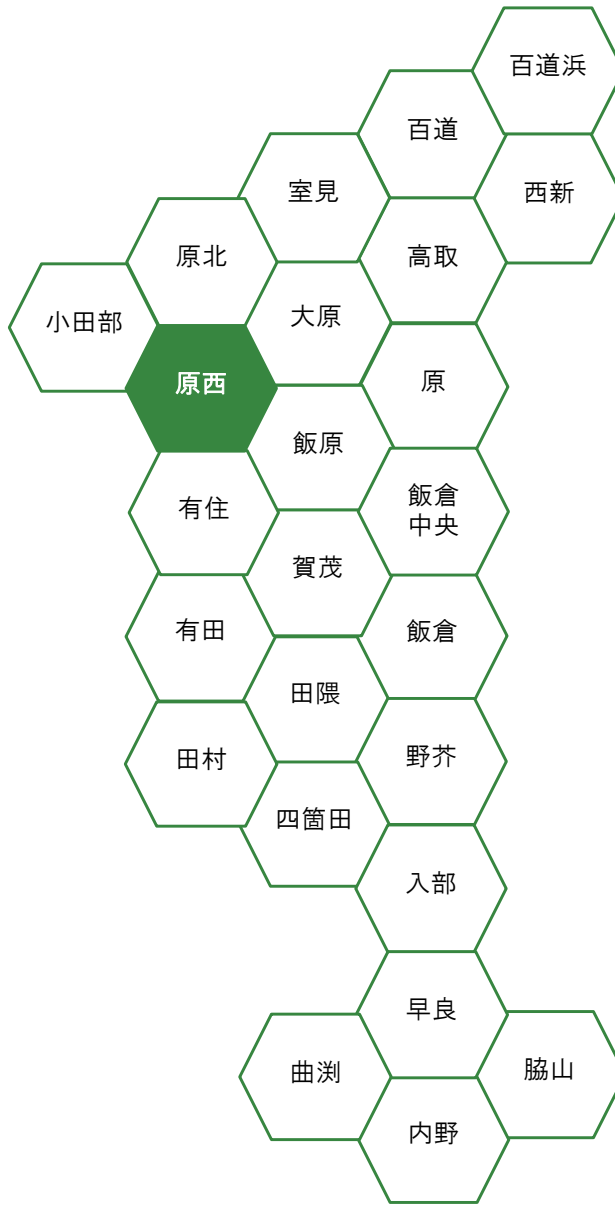 百道浜
百道
室見
西新
原北
高取
小田部
大原
原西
原
飯原
有住
飯倉
中央
賀茂
有田
飯倉
田隈
田村
野芥
四箇田
入部
早良
曲渕
脇山
内野